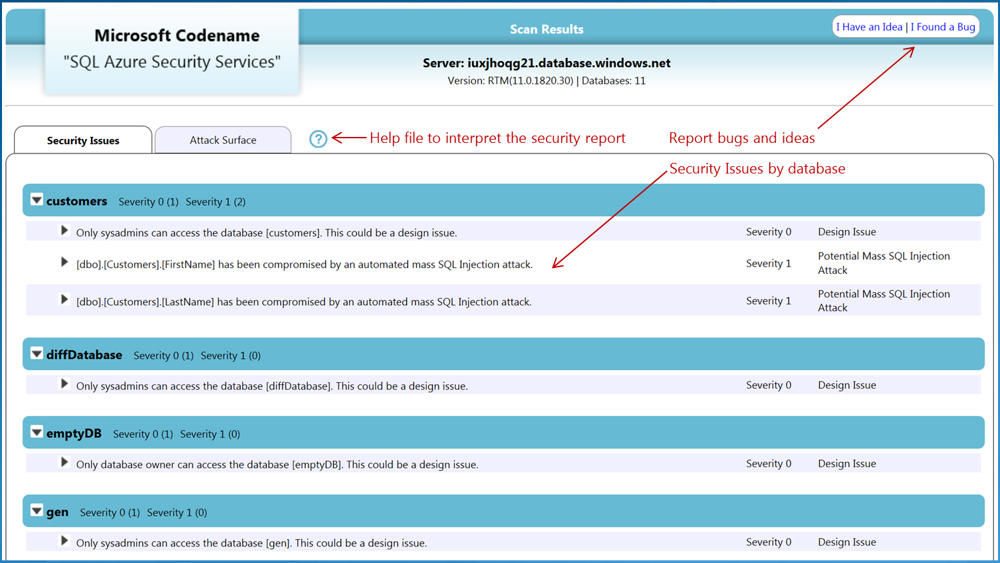 Microsoft Codename
"SQL Azure Security Services"
Scan Results
I Have an Idea | I Found a Bug
Server: iuxjhoqg21.database.windows.net
Version: RTM(11.0.1820.30) | Databases: 11
Security Issues
Attack Surface
?
Help file to interpret the security report
Report bugs and ideas
Security Issues by database
customers Severity 0 (1) Severity 1 (2)
Only sysadmins can access the database [customers]. This could be a design issue. Severity 0 Design Issue
[dbo].[Customers].[FirstName] has been compromised by an automated mass SQL Injection attack. Severity 1 Potential Mass SQL Injection
Attack
[dbo].[Customers].[LastName] has been compromised by an automated mass SQL Injection attack. Severity 1 Potential Mass SQL Injection
Attack
diffDatabase Severity 0 (1) Severity 1 (0)
Only sysadmins can access the database [diffDatabase]. This could be a design issue. Severity 0 Design Issue
emptyDB Severity 0 (1) Severity 1 (0)
Only database owner can access the database [emptyDB]. This could be a design issue. Severity 0 Design Issue
gen Severity 0 (1) Severity 1 (0)
Only sysadmins can access the database [gen]. This could be a design issue. Severity 0 Design Issue